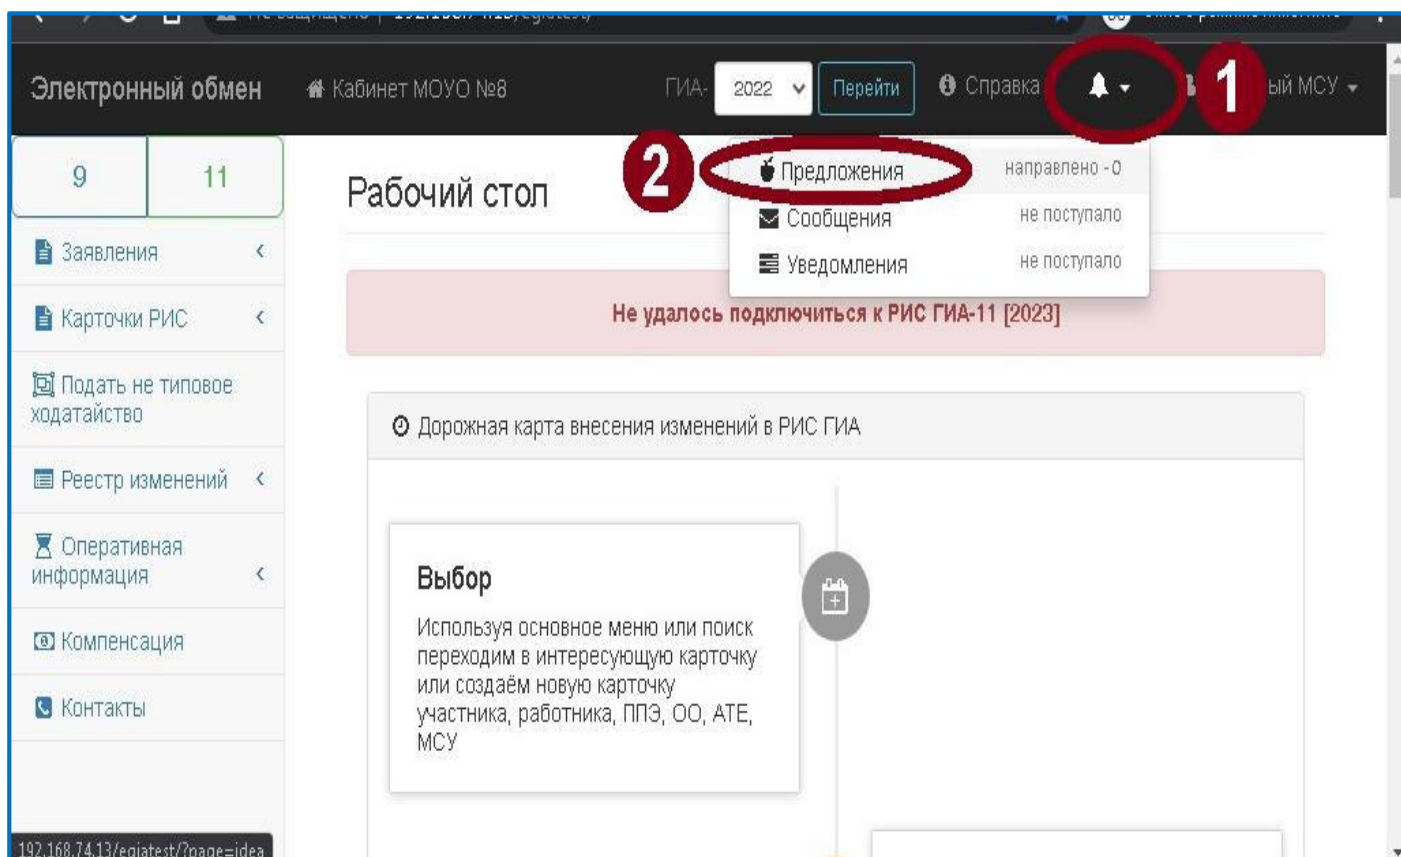 Электронный обмен
Кабинет МОУО №8
ГИА-
2022
Перейти
Справка
1
ый МСУ
9
11
Рабочий стол
2
Предложения
направлено - 0
Сообщения
не поступало
Уведомления
не поступало
Заявления
Карточки РИС
Подать не типовое
ходатайство
Реестр изменений
Оперативная
информация
Компенсация
Контакты
Не удалось подключиться к РИС ГИА-11 [2023]
Дорожная карта внесения изменений в РИС ГИА
Выбор
Используя основное меню или поиск
переходим в интересующую карточку
или создаём новую карточку
участника, работника, ППЭ, ОО, АТЕ,
МСУ
192.168.74.13/egiatest/?page=idea